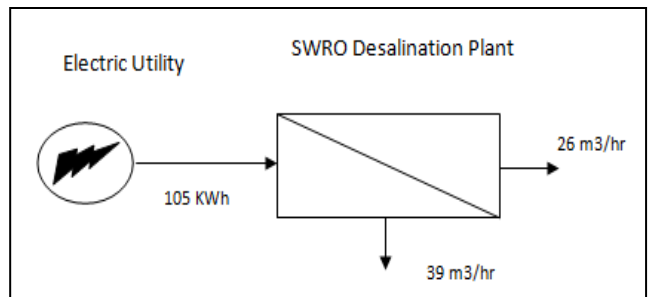 SWRO Desalination Plant
Electric Utility
26 m3/hr
105 KWh
39 m3/hr